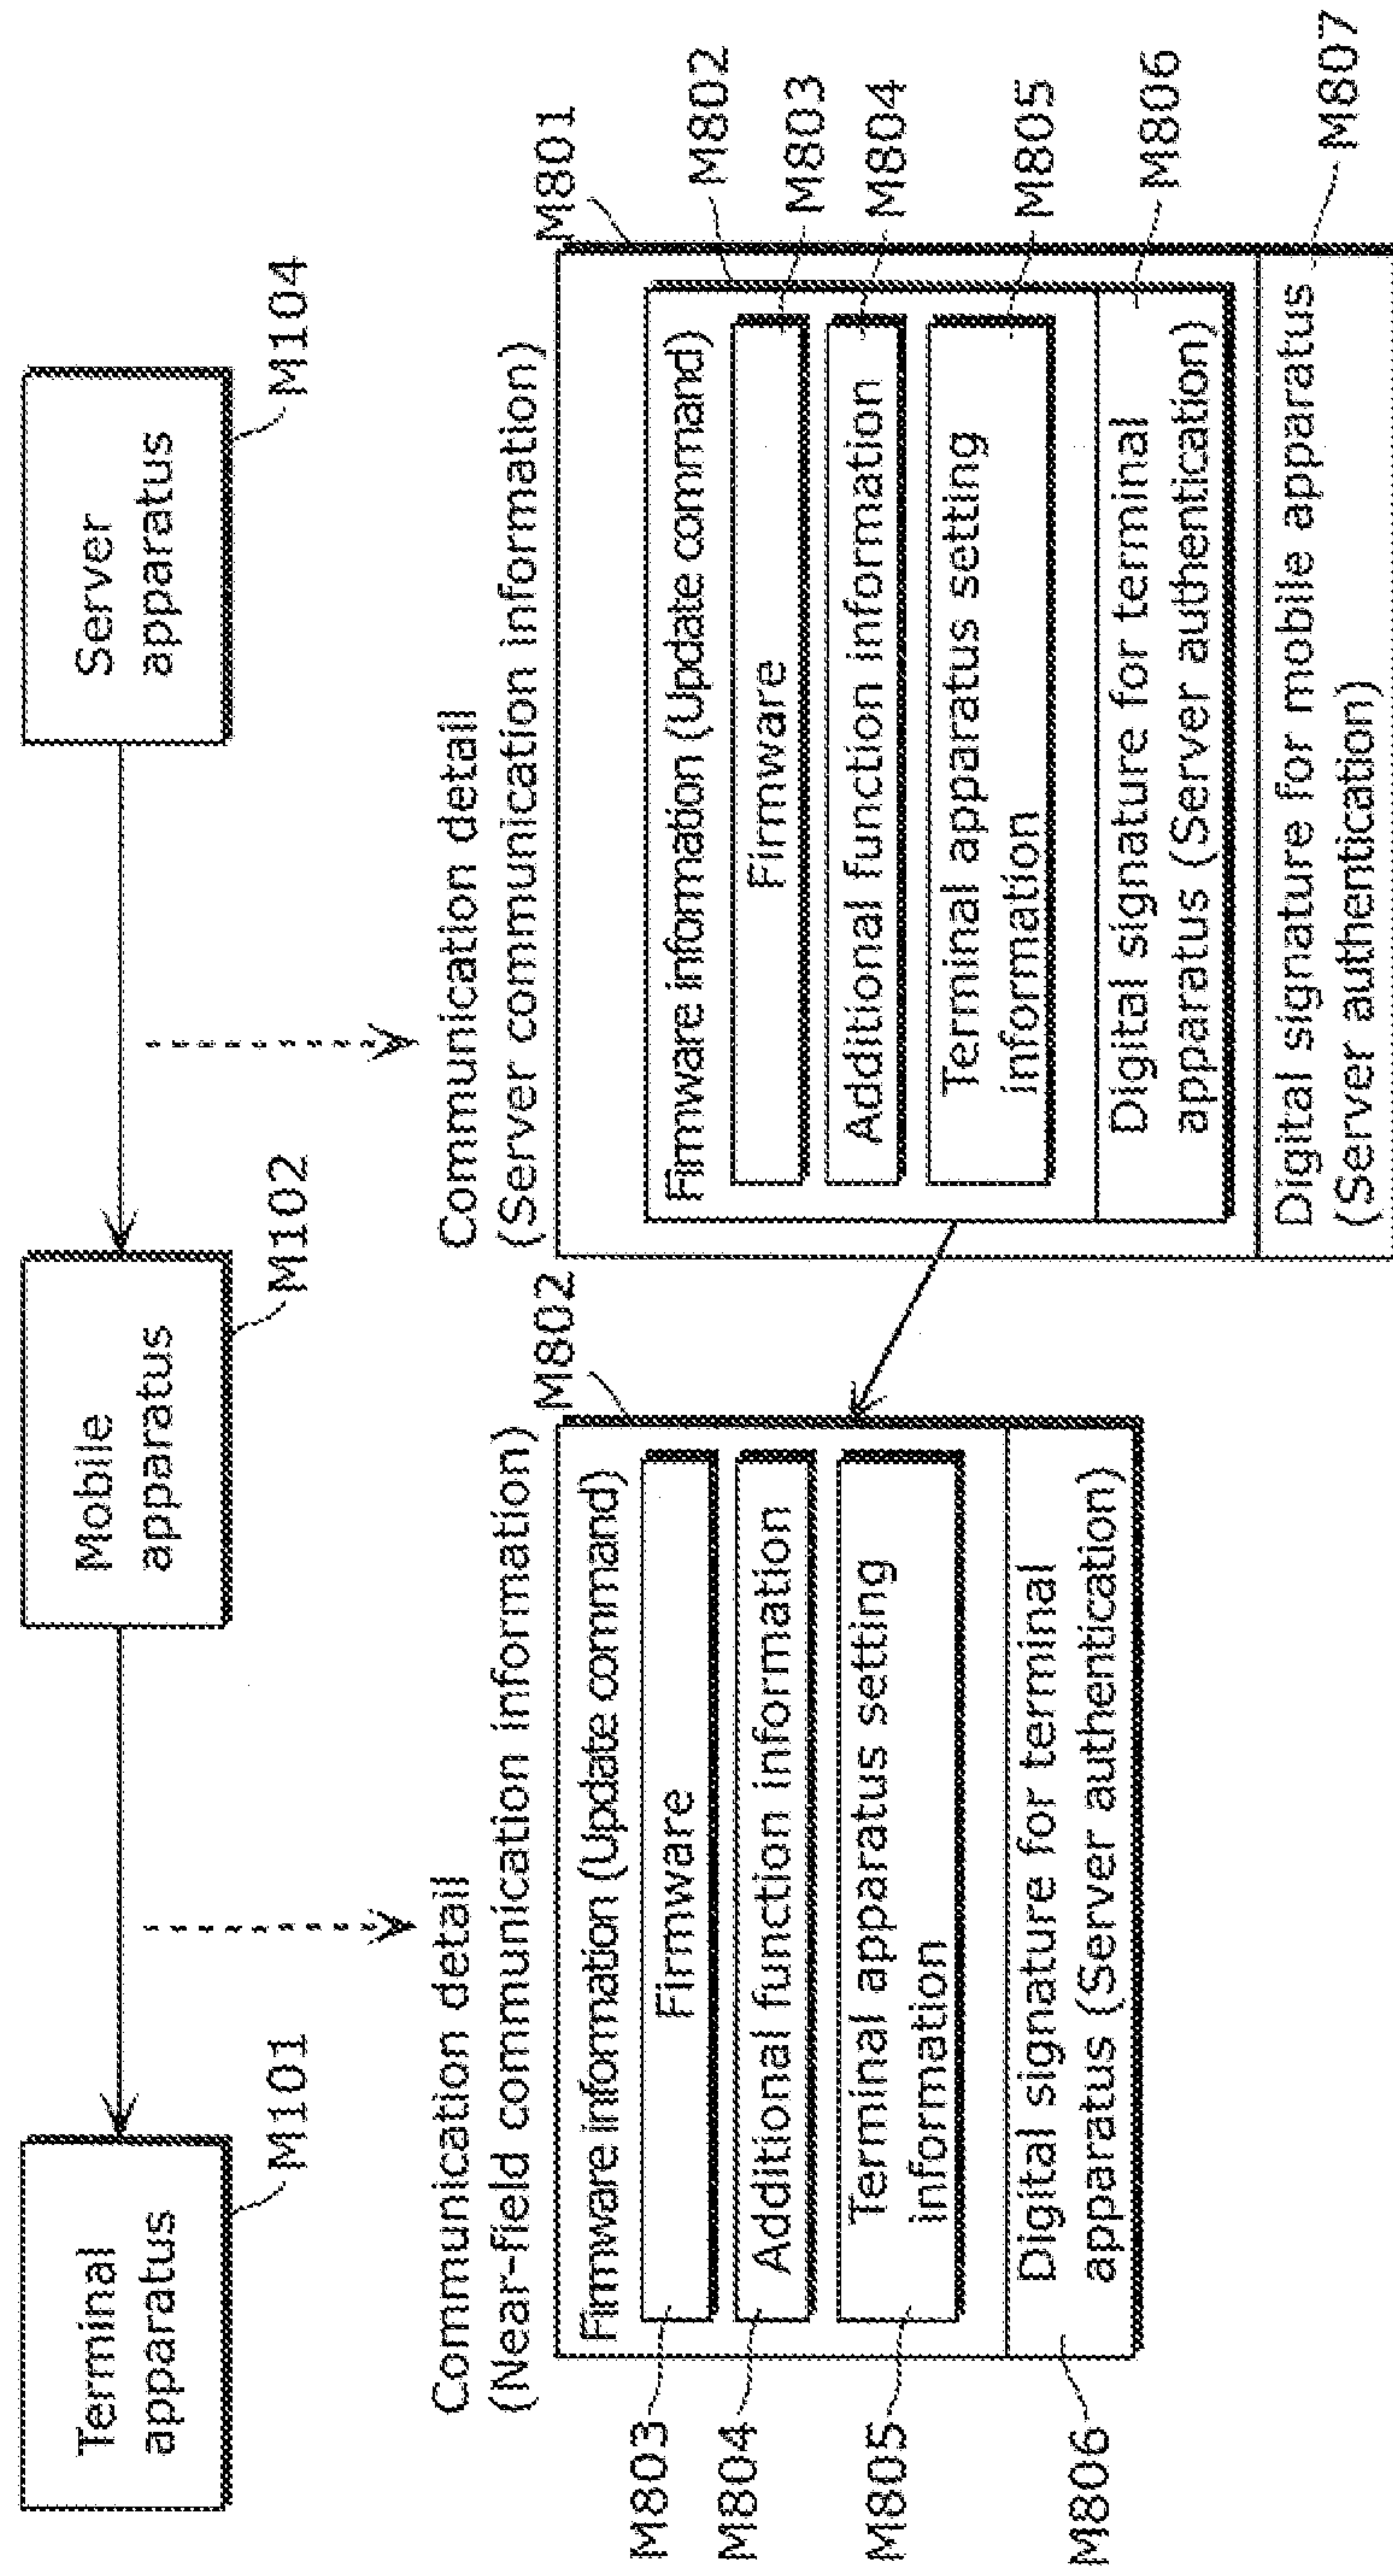 Terminal
apparatus
M101
Mobile
apparatus
M102
Server
apparatus
M104
Communication detail
(Near-field communication information)
M802
Firmware information (Update command)
M803
Firmware
M804
Additional function information
M805
Terminal apparatus setting
information
M806
Digital signature for terminal
apparatus (Server authentication)
Communication detail
(Server communication information)
M801
M802
Firmware information (Update command)
M803
Firmware
M804
Additional function information
M805
Terminal apparatus setting
information
M806
Digital signature for terminal
apparatus (Server authentication)
M807
Digital signature for mobile apparatus
(Server authentication)